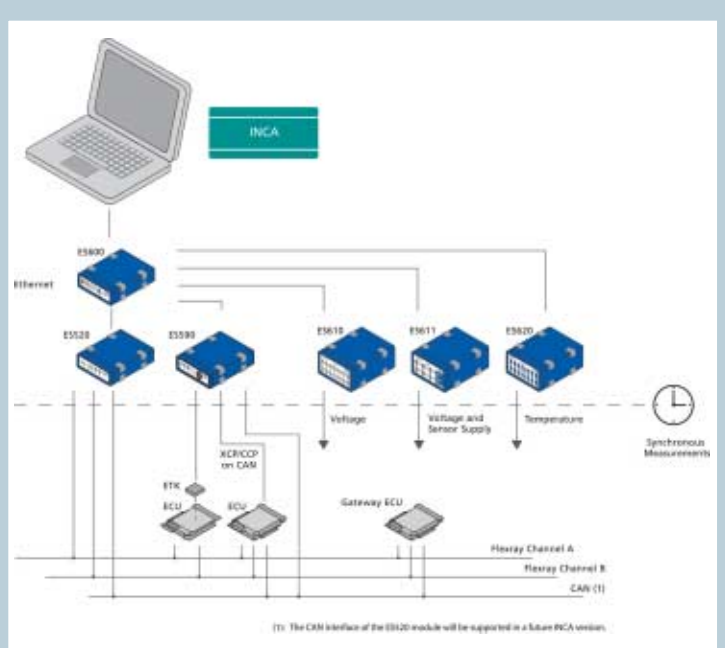 INCA
ES600
Ethernet
ES520
ES590
ES610
ES611
ES620
Voltage
Voltage and
Sensor Supply
Temperature
Synchronous
Measurements
XCP/CCP
on CAN
ETK
ECU
ECU
Gateway ECU
Flexray Channel A
Flexray Channel B
CAN (1)
(1): The CAN interface of the ES520 module will be supported in a future INCA version.